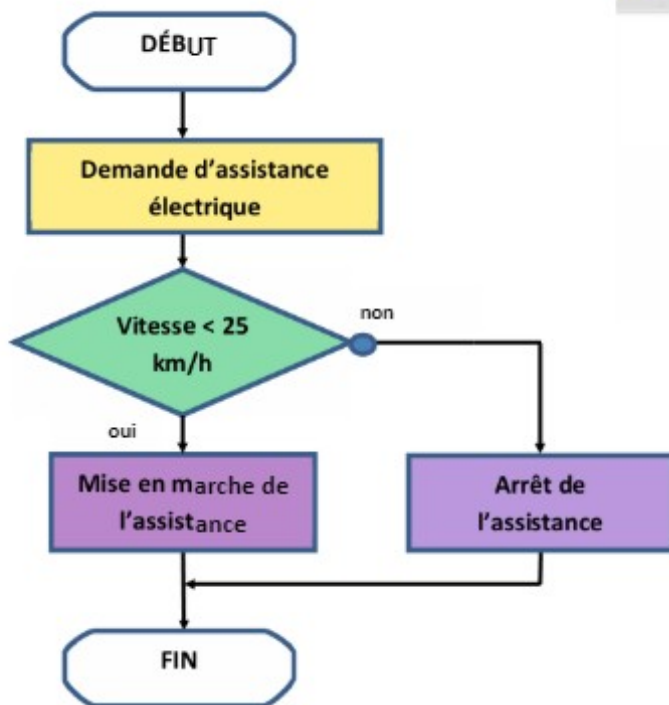 DÉBUT
Demande d'assistance
électrique
Vitesse < 25
km/h
non
oui
Mise en marche de
l'assistance
Arrêt de
l'assistance
FIN